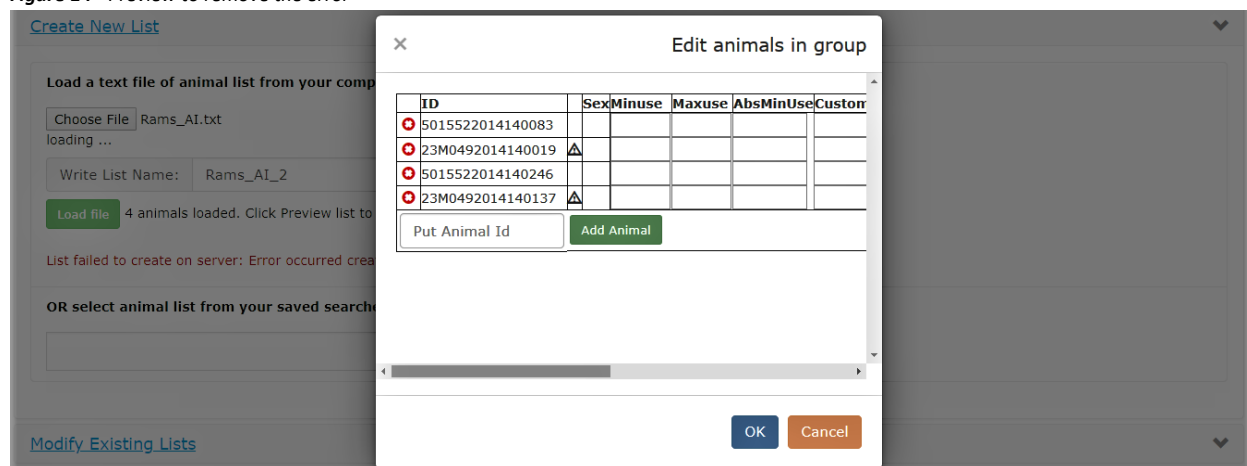 Create New List
Load a text file of animal list from your comp
Choose File Rams_AI.txt
loading ...
Write List Name: Rams_AI_2
Load file 4 animals loaded. Click Preview list to
List failed to create on server: Error occurred crea
OR select animal list from your saved searche
Modify Existing Lists
× Edit animals in group
ID Sex Minuse Maxuse AbsMinUse Custom
5015522014140083
23M0492014140019
5015522014140246
23M0492014140137
Put Animal Id Add Animal
OK Cancel